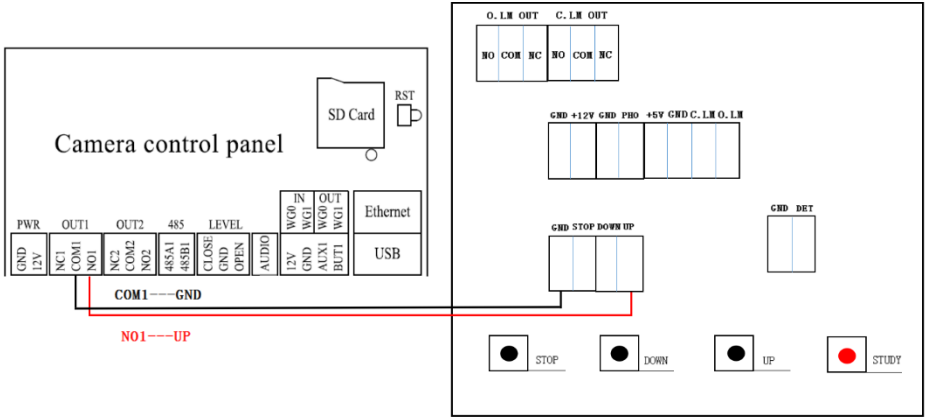 O.LM OUT C.LM OUT
NO COM NC NO COM NC
RST
SD Card
Camera control panel
GND +12V GND PHO +5V GND C.LM O.LM
IN OUT
WG0 WG1 WG0 WG1
Ethernet
PWR OUT1 OUT2 485 LEVEL
GND 12V NC1 COM1 NO1 NC2 COM2 NO2 485A1 485B1 CLOSE GND OPEN AUDIO 12V GND AUX1 BUT1
USB
GND DET
GND STOP DOWN UP
COM1---GND
NO1---UP
STOP DOWN UP STUDY